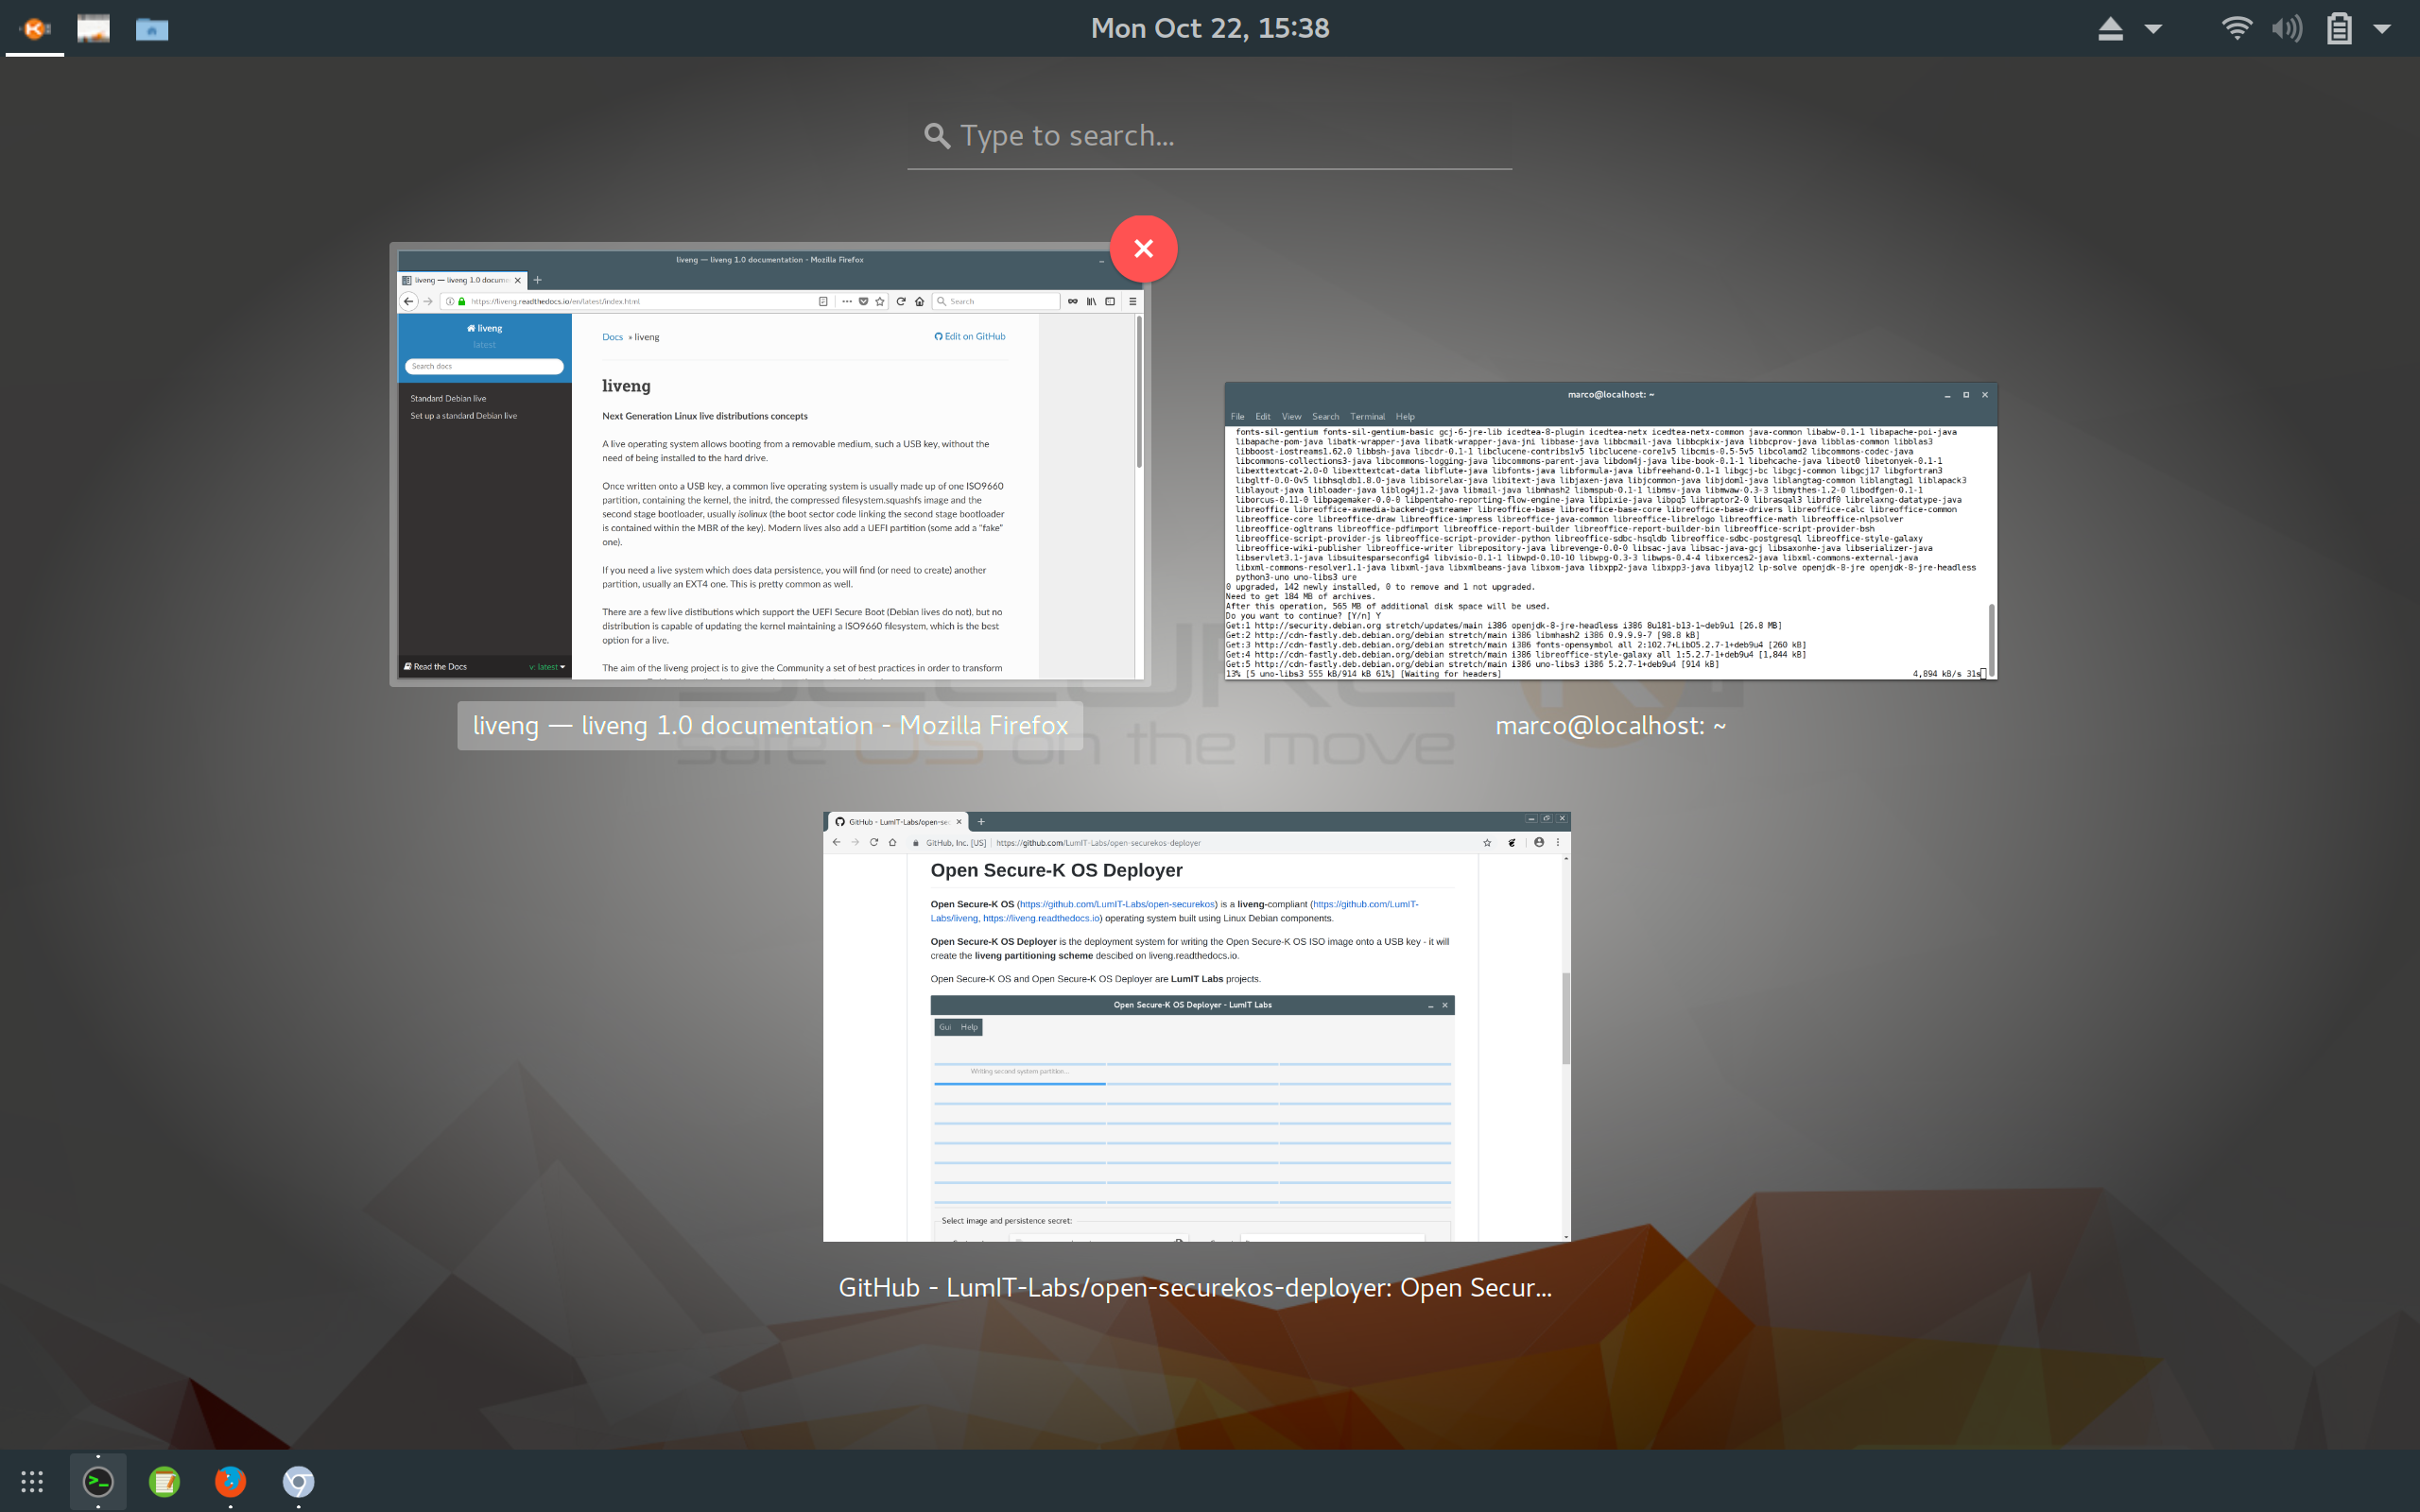 Mon Oct 22, 15:38
Type to search...
liveng — liveng 1.0 documentation - Mozilla Firefox
liveng — liveng 1.0 docume
https://liveng.readthedocs.io/en/latest/index.html
Search
liveng
latest
Search docs
Standard Debian live
Set up a standard Debian live
Read the Docs
v: latest
Docs » liveng
Edit on GitHub
liveng
Next Generation Linux live distributions concepts
A live operating system allows booting from a removable medium, such a USB key, without the
need of being installed to the hard drive.
Once written onto a USB key, a common live operating system is usually made up of one ISO9660
partition, containing the kernel, the initrd, the compressed filesystem.squashfs image and the
second stage bootloader, usually isolinux (the boot sector code linking the second stage bootloader
is contained within the MBR of the key). Modern lives also add a UEFI partition (some add a "fake"
one).
If you need a live system which does data persistence, you will find (or need to create) another
partition, usually an EXT4 one. This is pretty common as well.
There are a few live distibutions which support the UEFI Secure Boot (Debian lives do not), but no
distribution is capable of updating the kernel maintaining a ISO9660 filesystem, which is the best
option for a live.
The aim of the liveng project is to give the Community a set of best practices in order to transform
liveng — liveng 1.0 documentation - Mozilla Firefox
marco@localhost: ~
File Edit View Search Terminal Help
fonts-sil-gentium fonts-sil-gentium-basic gcj-6-jre-lib icedtea-8-plugin icedtea-netx icedtea-netx-common java-common libabw-0.1-1 libapache-poi-java
libapache-pom-java libatk-wrapper-java libatk-wrapper-java-jni libbase-java libbcmail-java libbcpkix-java libbcprov-java libblas-common libblas3
libboost-iostreams1.62.0 libbsh-java libcdr-0.1-1 libclucene-contribs1v5 libclucene-core1v5 libcmis-0.5-5v5 libcolamd2 libcommons-codec-java
libcommons-collections3-java libcommons-logging-java libcommons-parent-java libdom4j-java libe-book-0.1-1 libehcache-java libeot0 libetonyek-0.1-1
libexttextcat-2.0-0 libexttextcat-data libflute-java libfonts-java libformula-java libfreehand-0.1-1 libgcj-bc libgcj-common libgcj17 libgfortran3
libgltf-0.0-0v5 libhsqldb1.8.0-java libisorelax-java libitext-java libjaxen-java libjcommon-java libjdom1-java liblangtag-common liblangtag1 liblapack3
liblayout-java libloader-java liblog4j1.2-java libmail-java libmhash2 libmspub-0.1-1 libmsv-java libmwaw-0.3-3 libmythes-1.2-0 libodfgen-0.1-1
liborcus-0.11-0 libpagemaker-0.0-0 libpentaho-reporting-flow-engine-java libpixie-java libpq5 libraptor2-0 librasqal3 librdf0 librelaxng-datatype-java
libreoffice libreoffice-avmedia-backend-gstreamer libreoffice-base libreoffice-base-core libreoffice-base-drivers libreoffice-calc libreoffice-common
libreoffice-core libreoffice-draw libreoffice-impress libreoffice-java-common libreoffice-librelogo libreoffice-math libreoffice-nlpsolver
libreoffice-ogltrans libreoffice-pdfimport libreoffice-report-builder libreoffice-report-builder-bin libreoffice-script-provider-bsh
libreoffice-script-provider-js libreoffice-script-provider-python libreoffice-sdbc-hsqldb libreoffice-sdbc-postgresql libreoffice-style-galaxy
libreoffice-wiki-publisher libreoffice-writer librepository-java librevenge-0.0-0 libsac-java libsac-java-gcj libsaxonhe-java libserializer-java
libservlet3.1-java libsuitesparseconfig4 libvisio-0.1-1 libwpd-0.10-10 libwpg-0.3-3 libwps-0.4-4 libxerces2-java libxml-commons-external-java
libxml-commons-resolver1.1-java libxml-java libxmlbeans-java libxom-java libxpp2-java libxpp3-java libyajl2 lp-solve openjdk-8-jre openjdk-8-jre-headless
python3-uno uno-libs3 ure
0 upgraded, 142 newly installed, 0 to remove and 1 not upgraded.
Need to get 184 MB of archives.
After this operation, 565 MB of additional disk space will be used.
Do you want to continue? [Y/n] Y
Get:1 http://security.debian.org stretch/updates/main i386 openjdk-8-jre-headless i386 8u181-b13-1~deb9u1 [26.8 MB]
Get:2 http://cdn-fastly.deb.debian.org/debian stretch/main i386 libmhash2 i386 0.9.9.9-7 [98.8 kB]
Get:3 http://cdn-fastly.deb.debian.org/debian stretch/main i386 fonts-opensymbol all 2:102.7+LibO5.2.7-1+deb9u4 [260 kB]
Get:4 http://cdn-fastly.deb.debian.org/debian stretch/main i386 libreoffice-style-galaxy all 1:5.2.7-1+deb9u4 [1,844 kB]
Get:5 http://cdn-fastly.deb.debian.org/debian stretch/main i386 uno-libs3 i386 5.2.7-1+deb9u4 [914 kB]
13% [5 uno-libs3 555 kB/914 kB 61%] [Waiting for headers] 4,894 kB/s 31s
marco@localhost: ~
safe OS on the move
GitHub - LumIT-Labs/open-sec
GitHub, Inc. [US] | https://github.com/LumIT-Labs/open-securekos-deployer
Open Secure-K OS Deployer
Open Secure-K OS (https://github.com/LumIT-Labs/open-securekos) is a liveng-compliant (https://github.com/LumIT-
Labs/liveng, https://liveng.readthedocs.io) operating system built using Linux Debian components.
Open Secure-K OS Deployer is the deployment system for writing the Open Secure-K OS ISO image onto a USB key - it will
create the liveng partitioning scheme descibed on liveng.readthedocs.io.
Open Secure-K OS and Open Secure-K OS Deployer are LumIT Labs projects.
Open Secure-K OS Deployer - LumIT Labs
Gui Help
Writing second system partition...
Select image and persistence secret:
GitHub - LumIT-Labs/open-securekos-deployer: Open Secur...